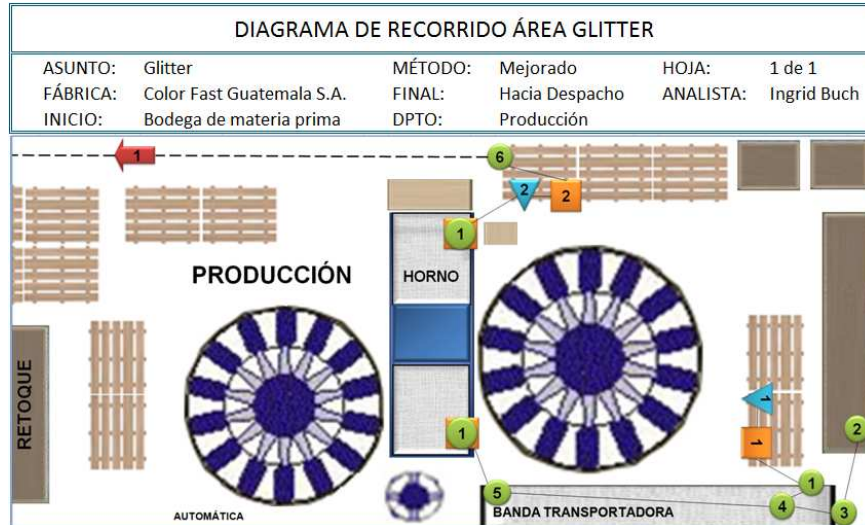 DIAGRAMA DE RECORRIDO ÁREA GLITTER
ASUNTO: Glitter MÉTODO: Mejorado HOJA: 1 de 1
FÁBRICA: Color Fast Guatemala S.A. FINAL: Hacia Despacho ANALISTA: Ingrid Buch
INICIO: Bodega de materia prima DPTO: Producción
1
6
2
2
1
PRODUCCIÓN
HORNO
RETOQUE
1
1
2
1
1
5
4
3
BANDA TRANSPORTADORA
AUTOMÁTICA